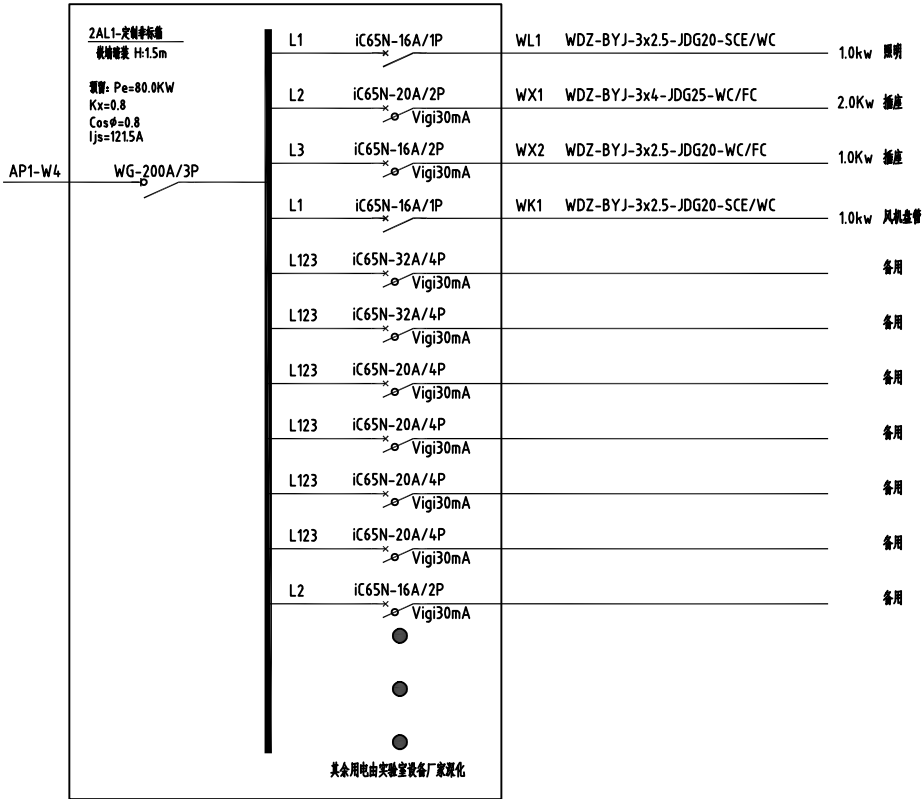 2AL1-定制非标箱
嵌墙暗装 H:1.5m
预留: Pe=80.0KW
Kx=0.8
CosØ=0.8
Ijs=121.5A
AP1-W4 WG-200A/3P
L1 iC65N-16A/1P WL1 WDZ-BYJ-3x2.5-JDG20-SCE/WC 1.0kw 照明
L2 iC65N-20A/2P WX1 WDZ-BYJ-3x4-JDG25-WC/FC 2.0Kw 插座
Vigi30mA
L3 iC65N-16A/2P WX2 WDZ-BYJ-3x2.5-JDG20-WC/FC 1.0Kw 插座
Vigi30mA
L1 iC65N-16A/1P WK1 WDZ-BYJ-3x2.5-JDG20-SCE/WC 1.0kw 风机盘管
L123 iC65N-32A/4P 备用
Vigi30mA
L123 iC65N-32A/4P 备用
Vigi30mA
L123 iC65N-20A/4P 备用
Vigi30mA
L123 iC65N-20A/4P 备用
Vigi30mA
L123 iC65N-20A/4P 备用
Vigi30mA
L123 iC65N-20A/4P 备用
Vigi30mA
L2 iC65N-16A/2P 备用
Vigi30mA
其余用电由实验室设备厂家深化